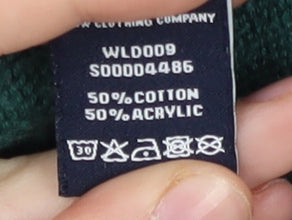 CLOTHING COMPANY
WLD009
S00004486
50%COTTON
50%ACRYLIC
30